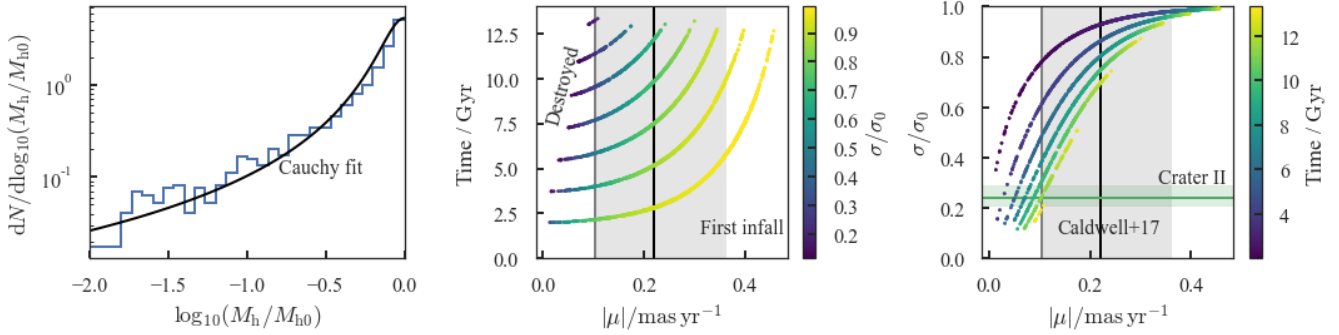 dN/dlog₁₀(Mₕ/Mₕ₀)
10⁰
10⁻¹
Cauchy fit
−2.0 −1.5 −1.0 −0.5 0.0
log₁₀(Mₕ/Mₕ₀)
Time / Gyr
12.5
10.0
7.5
5.0
2.5
0.0
Destroyed
First infall
0.0 0.2 0.4
|μ|/mas yr⁻¹
0.9
0.8
0.7
0.6
0.5
0.4
0.3
0.2
σ/σ₀
σ/σ₀
1.0
0.8
0.6
0.4
0.2
0.0
Crater II
Caldwell+17
0.0 0.2 0.4
|μ|/mas yr⁻¹
12
10
8
6
4
Time / Gyr